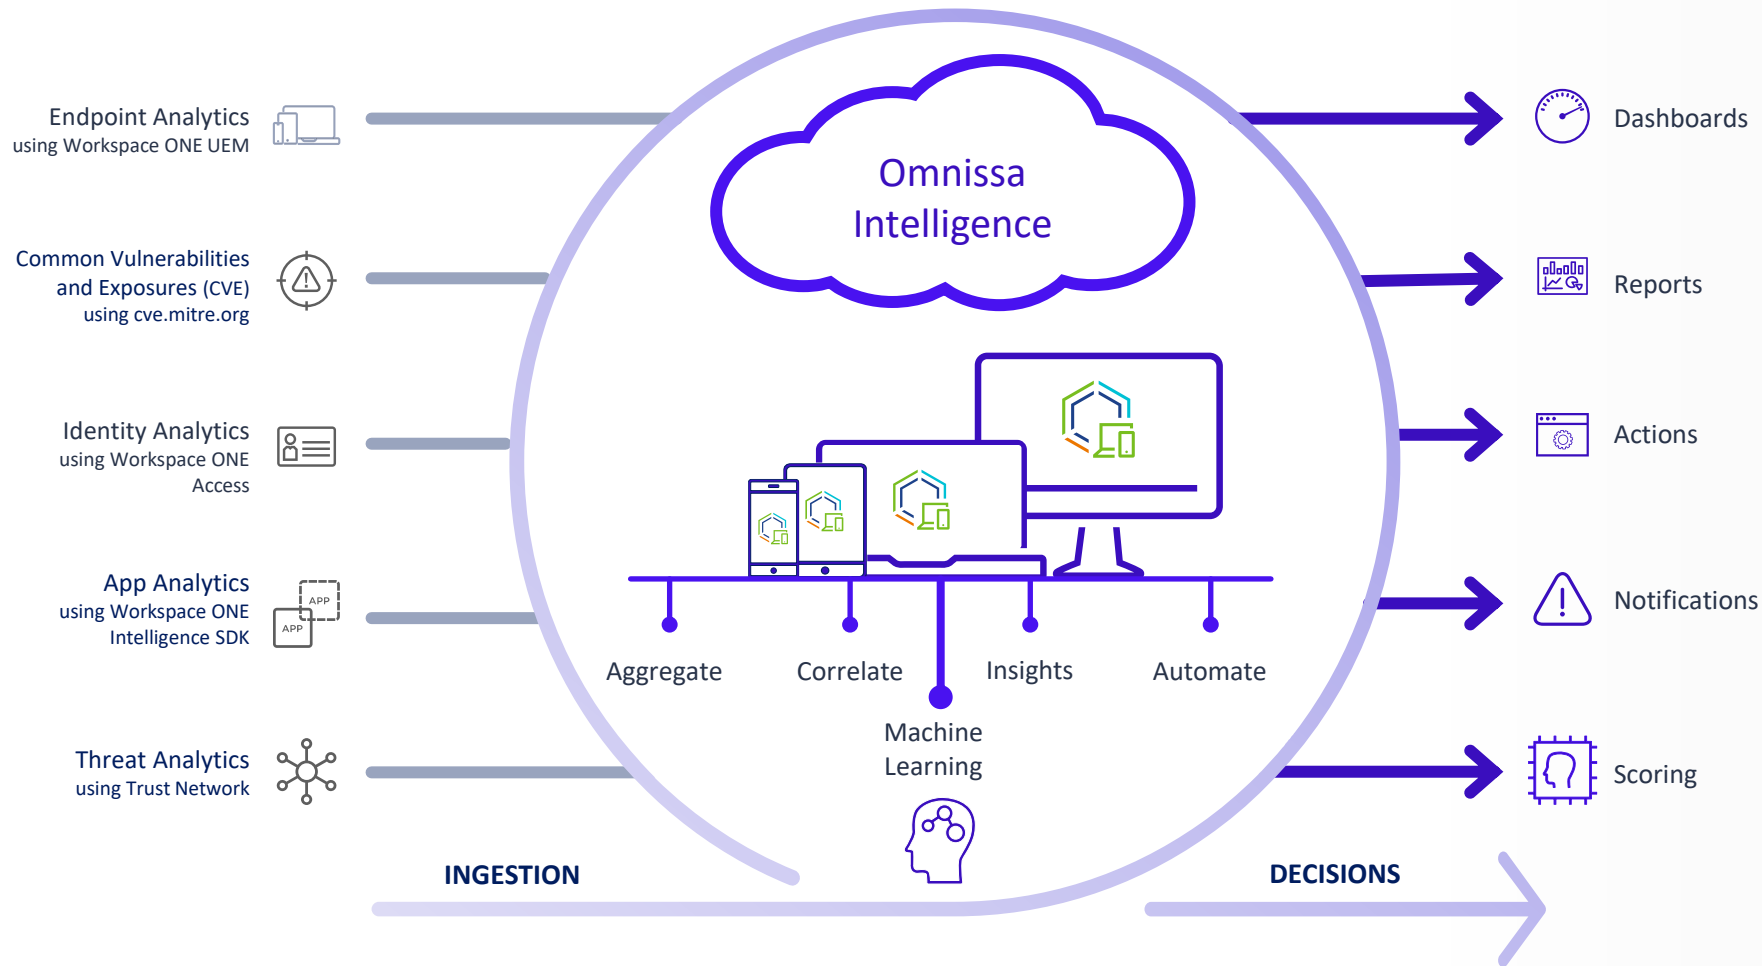 Endpoint Analytics
using Workspace ONE UEM
Common Vulnerabilities
and Exposures (CVE)
using cve.mitre.org
Identity Analytics
using Workspace ONE
Access
App Analytics
using Workspace ONE
Intelligence SDK
APP
APP
Threat Analytics
using Trust Network
INGESTION
Omnissa
Intelligence
Aggregate
Correlate
Insights
Automate
Machine
Learning
DECISIONS
Dashboards
Reports
Actions
Notifications
Scoring